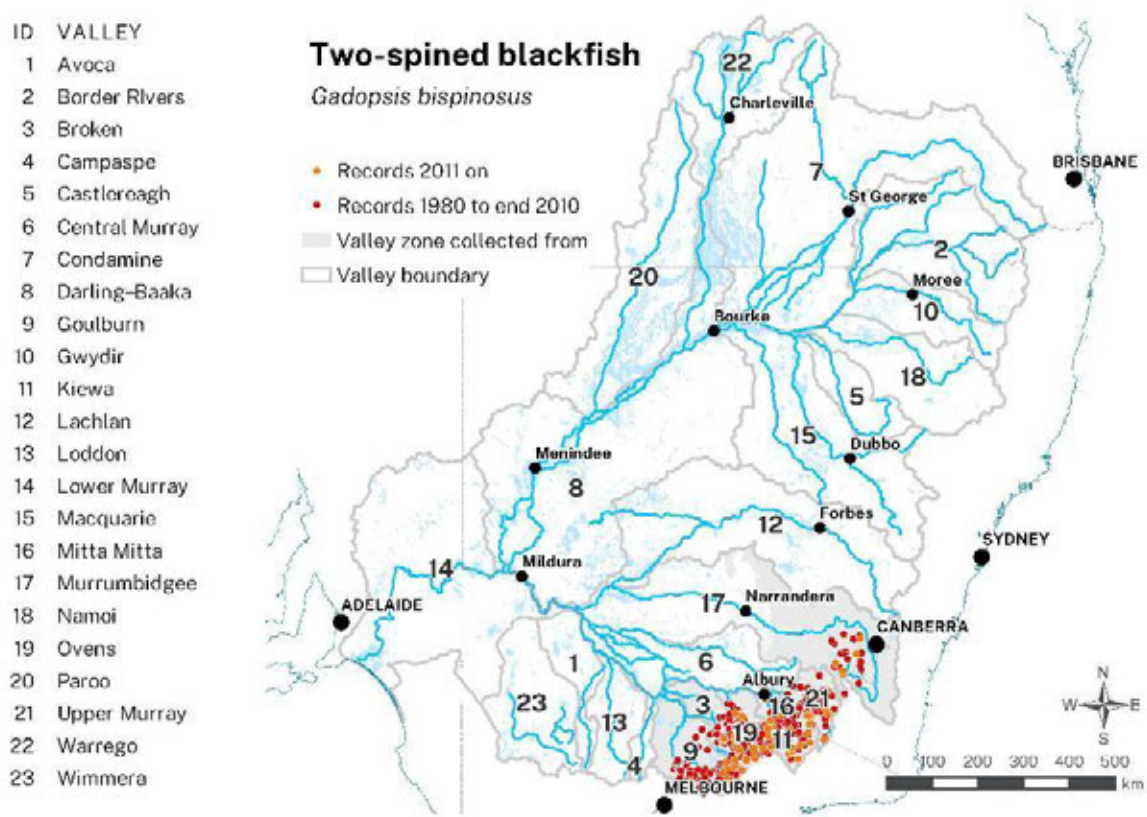 ID VALLEY
1 Avoca
2 Border RIvers
3 Broken
4 Campaspe
5 Castlereagh
6 Central Murray
7 Condamine
8 Darling–Baaka
9 Goulburn
10 Gwydir
11 Kiewa
12 Lachlan
13 Loddon
14 Lower Murray
15 Macquarie
16 Mitta Mitta
17 Murrumbidgee
18 Namoi
19 Ovens
20 Paroo
21 Upper Murray
22 Warrego
23 Wimmera
Two-spined blackfish
Gadopsis bispinosus
Records 2011 on
Records 1980 to end 2010
Valley zone collected from
Valley boundary
22
Charleville
BRISBANE
7
St George
2
20
Moree
10
Bourke
18
5
15
Dubbo
Menindee
8
Forbes
12
SYDNEY
Mildura
14
17
Narrandera
ADELAIDE
CANBERRA
1
6
Albury
23
3
16
21
13
19
11
9
4
MELBOURNE
N
W
E
S
0 100 200 300 400 500
km